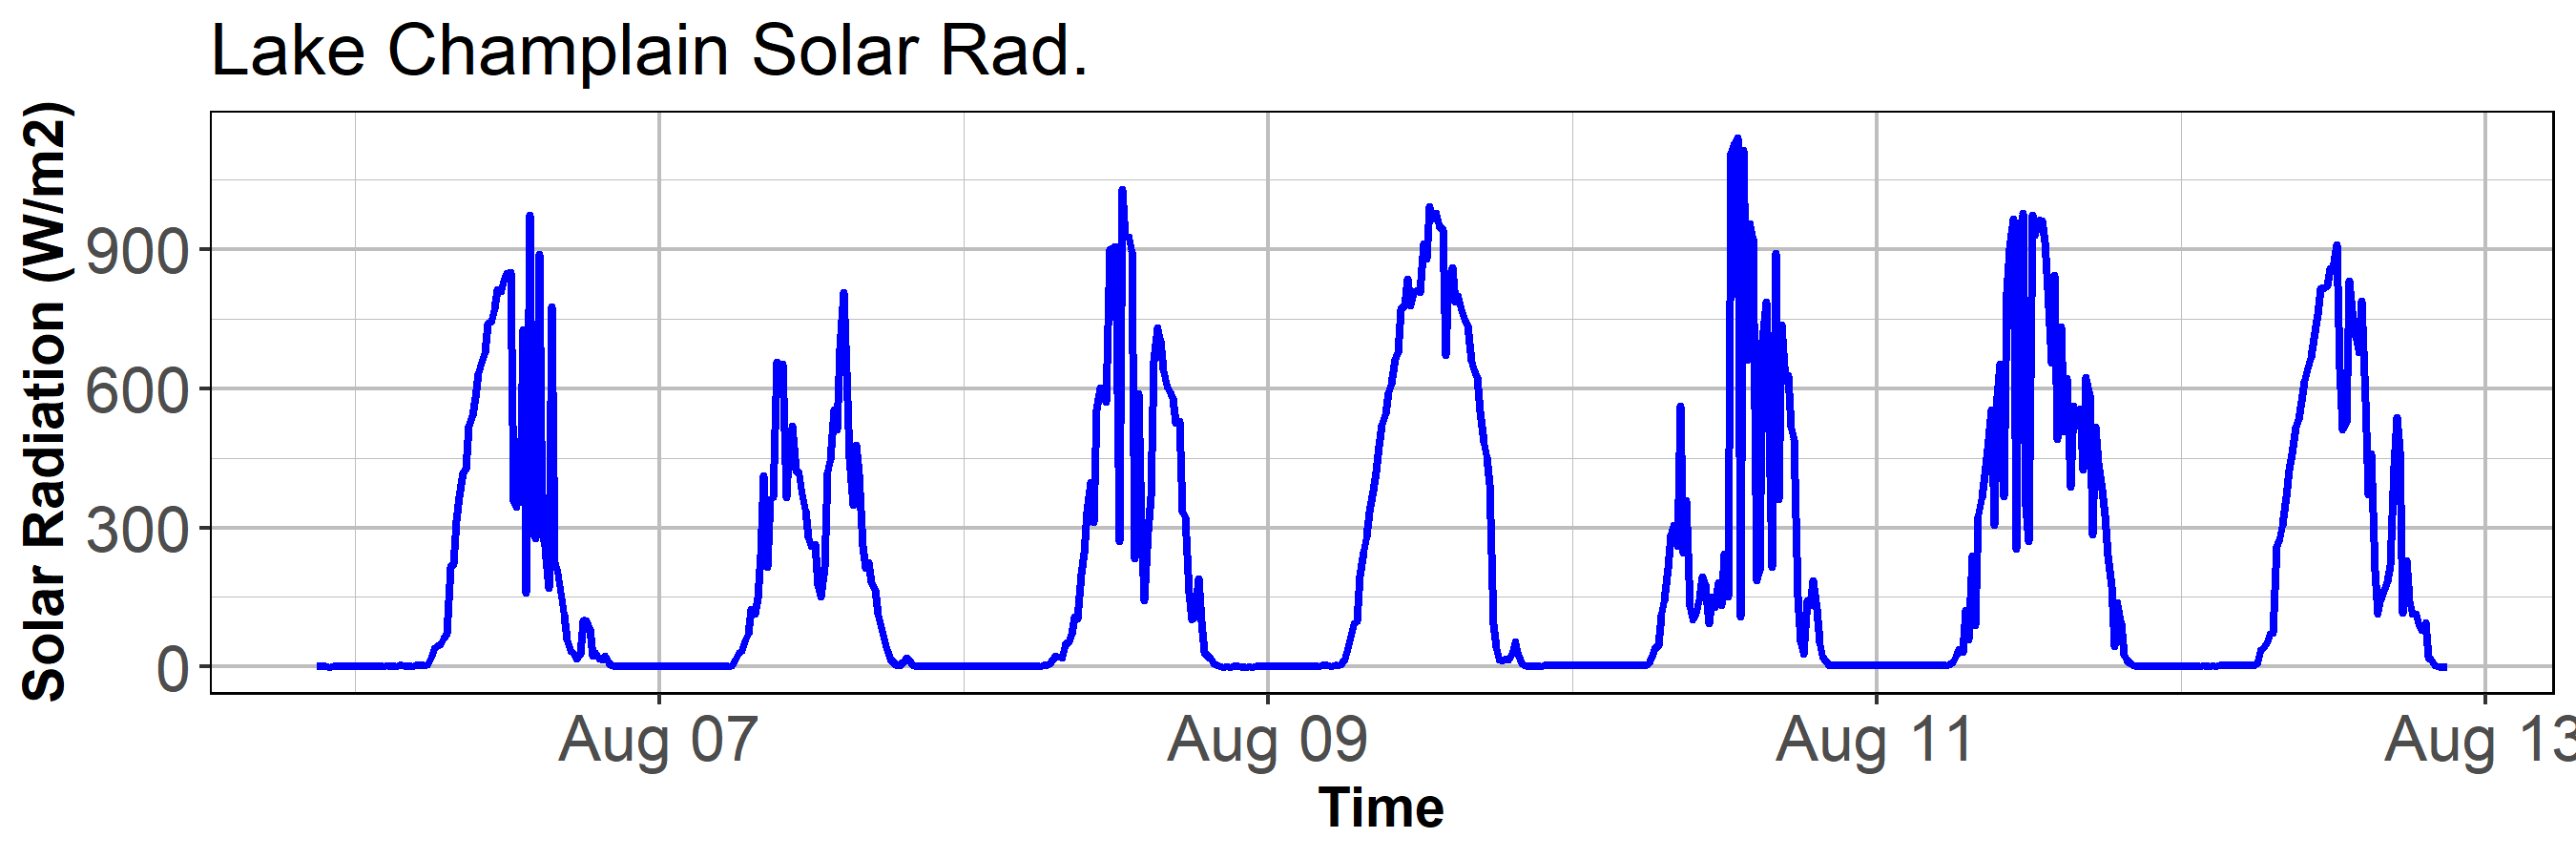 Lake Champlain Solar Rad.
Solar Radiation (W/m2)
900
600
300
0
Aug 07 Aug 09 Aug 11 Aug 13
Time